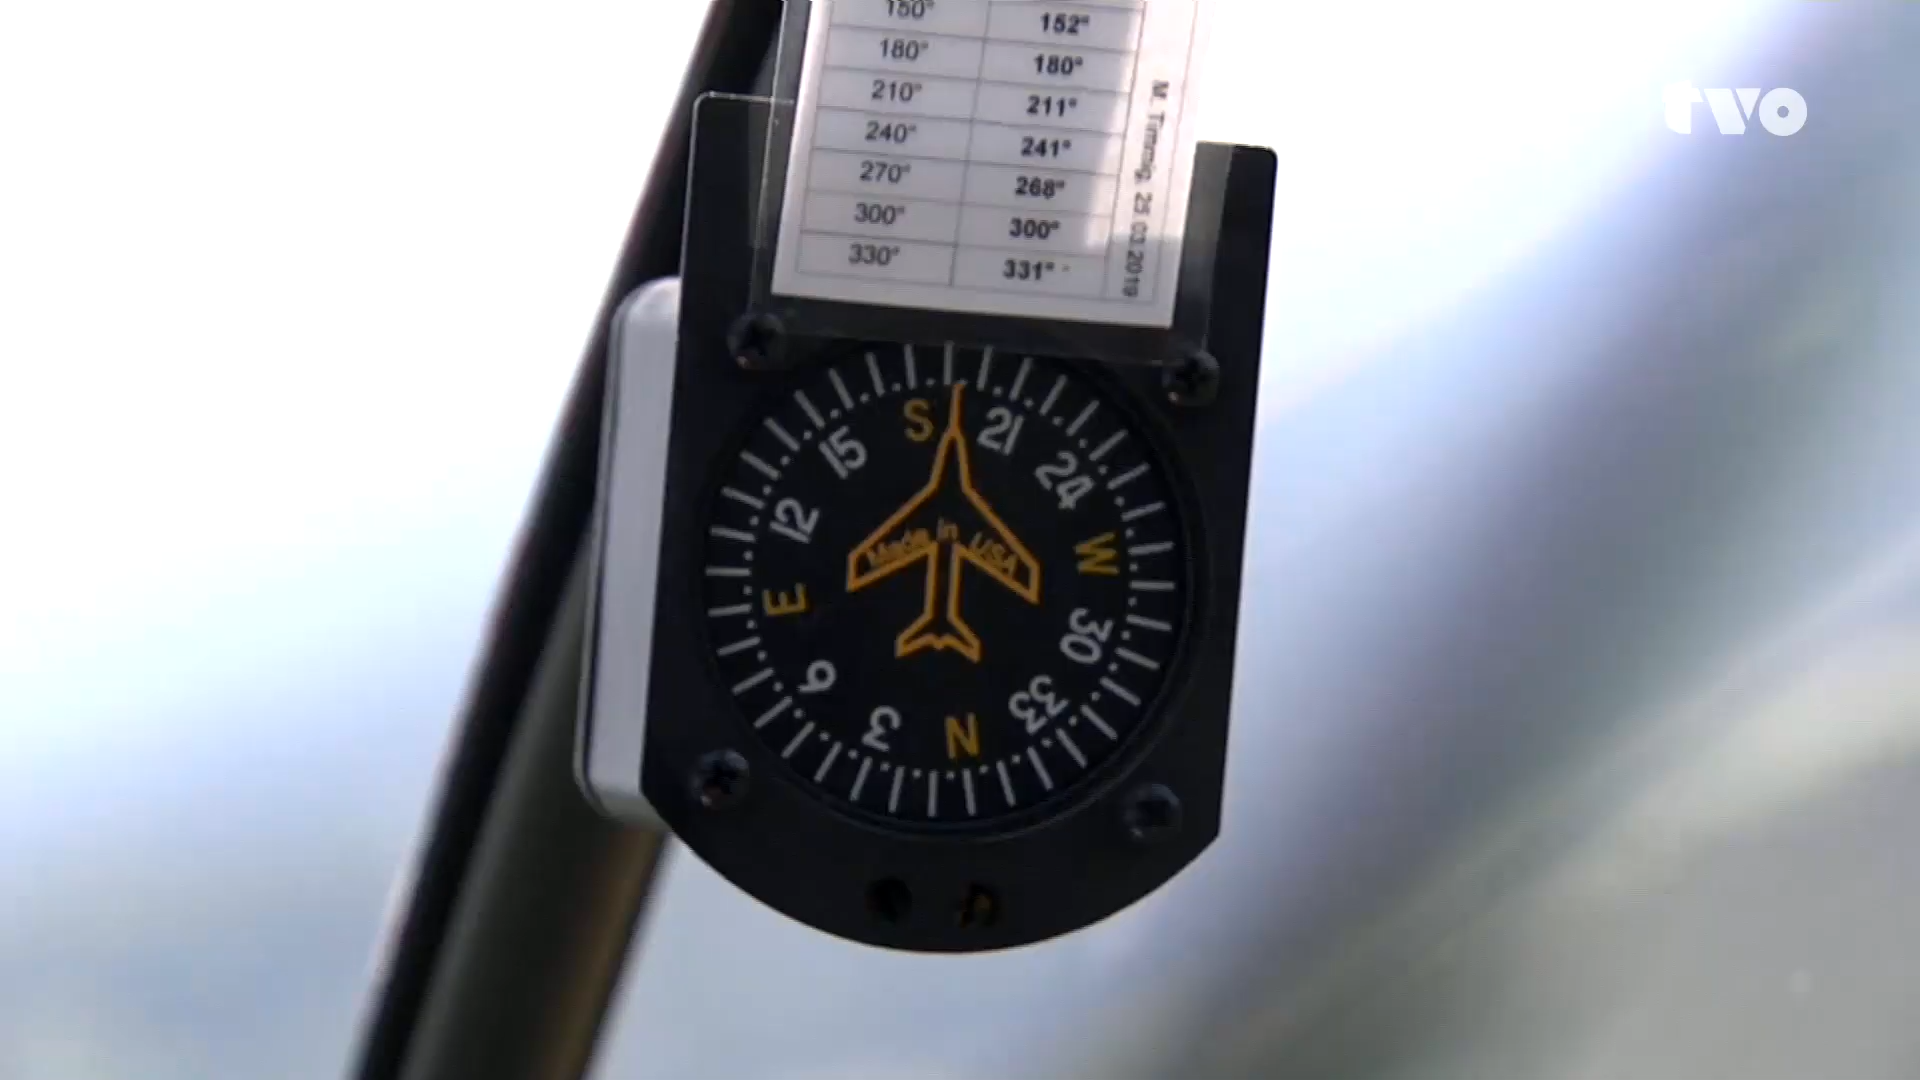 tvo
150° 152°
180° 180°
210° 211°
240° 241°
270° 268°
300° 300°
330° 331°
M. Timmig, 25.03.2019
S
21
24
W
30
33
N
3
6
E
12
15
Made in USA